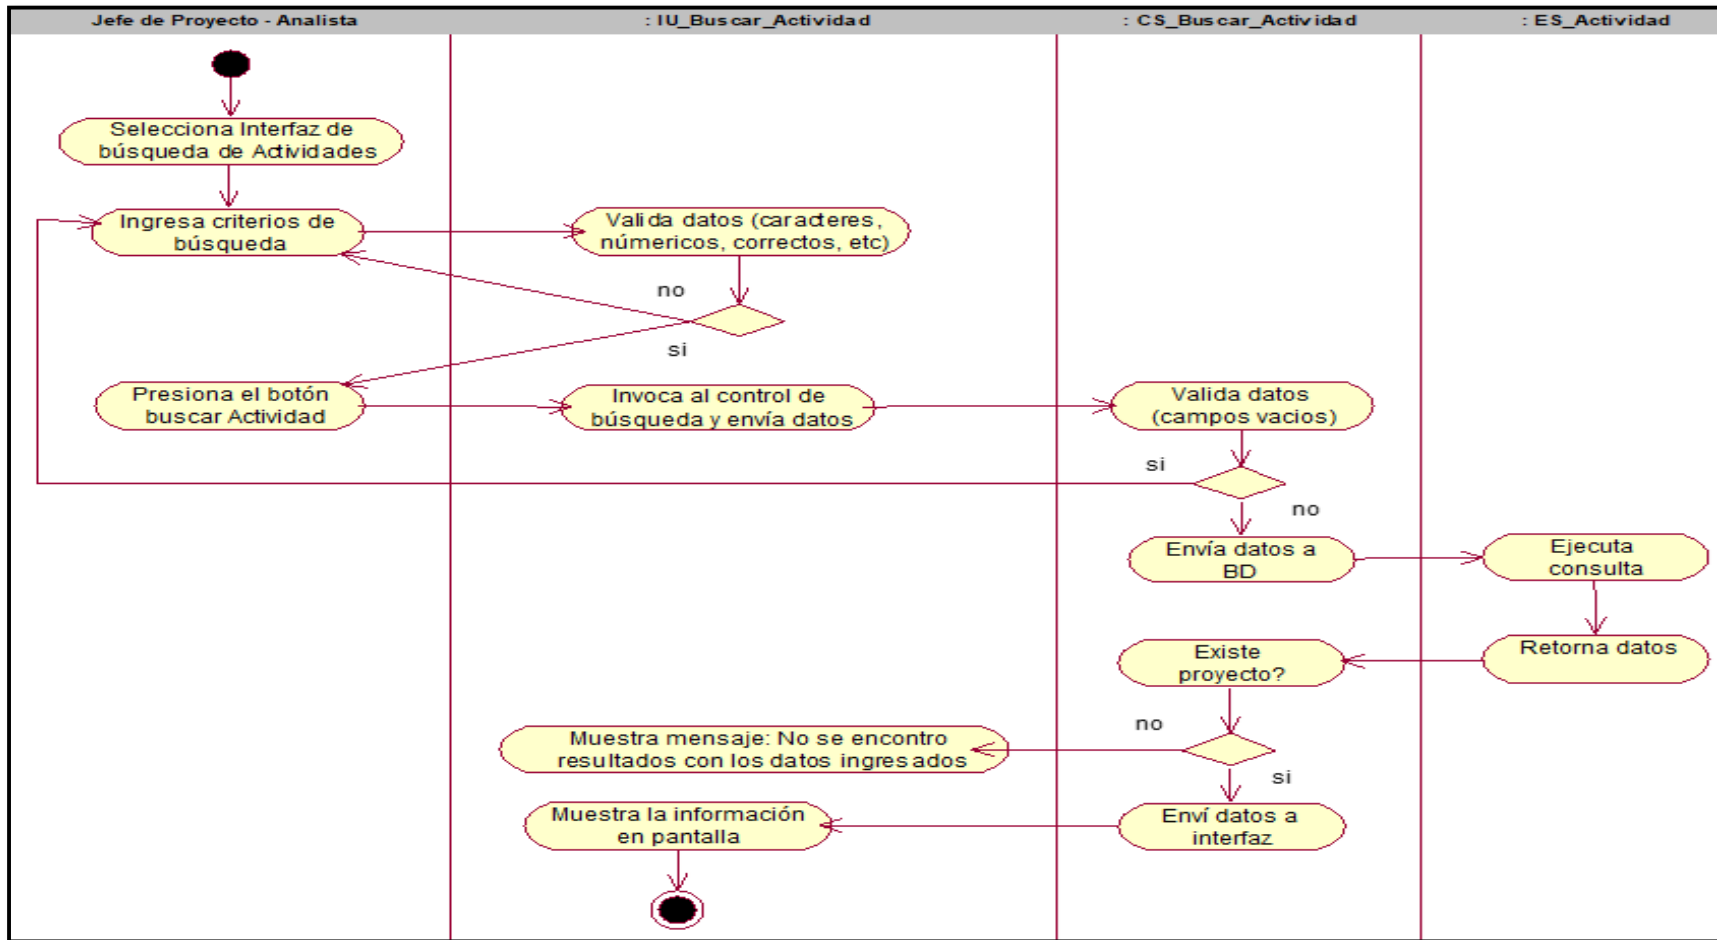 Jefe de Proyecto - Analista
: IU_Buscar_Actividad
: CS_Buscar_Actividad
: ES_Actividad
Selecciona Interfaz de
búsqueda de Actividades
Ingresa criterios de
búsqueda
Valida datos (caracteres,
númericos, correctos, etc)
no
si
Presiona el botón
buscar Actividad
Invoca al control de
búsqueda y envía datos
Valida datos
(campos vacios)
si
no
Envía datos a
BD
Ejecuta
consulta
Existe
proyecto?
Retorna datos
no
Muestra mensaje: No se encontro
resultados con los datos ingresados
si
Muestra la información
en pantalla
Enví datos a
interfaz